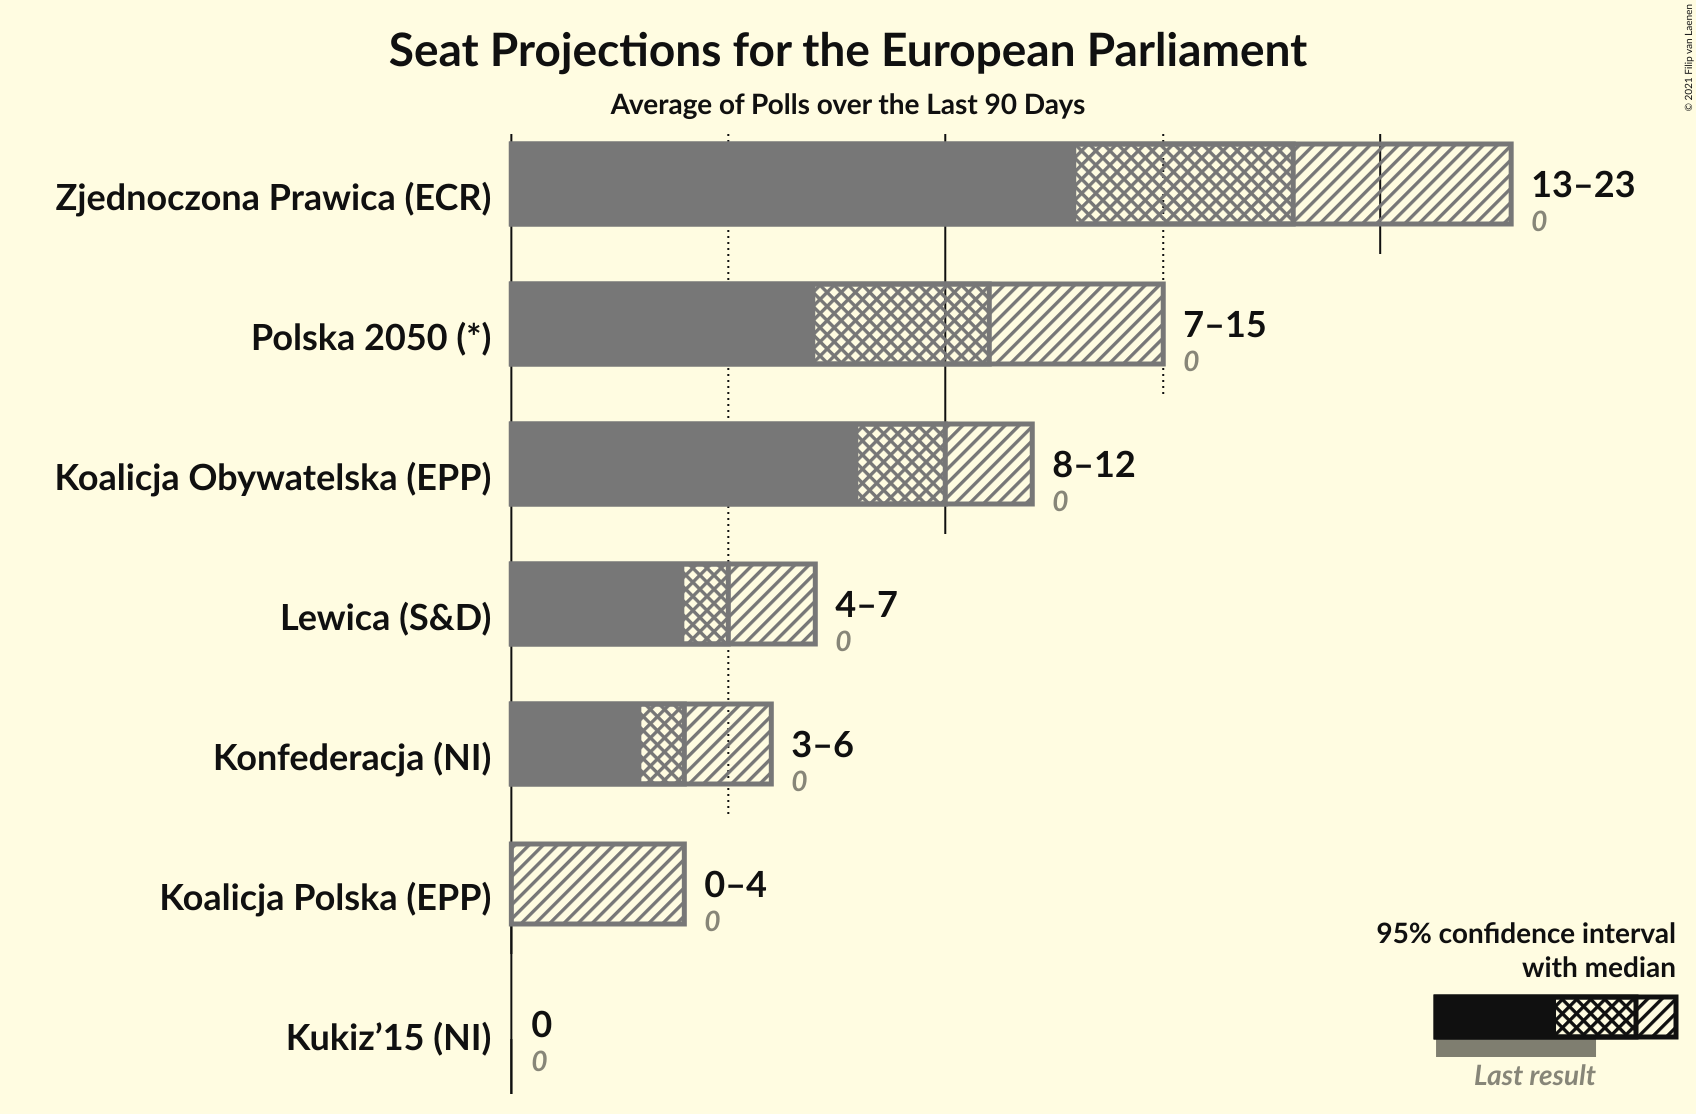 Seat Projections for the European Parliament
Average of Polls over the Last 90 Days
© 2021 Filip van Laenen
Zjednoczona Prawica (ECR)
13–23
0
Polska 2050 (*)
7–15
0
Koalicja Obywatelska (EPP)
8–12
0
Lewica (S&D)
4–7
0
Konfederacja (NI)
3–6
0
Koalicja Polska (EPP)
0–4
0
Kukiz’15 (NI)
0
0
95% confidence interval
with median
Last result